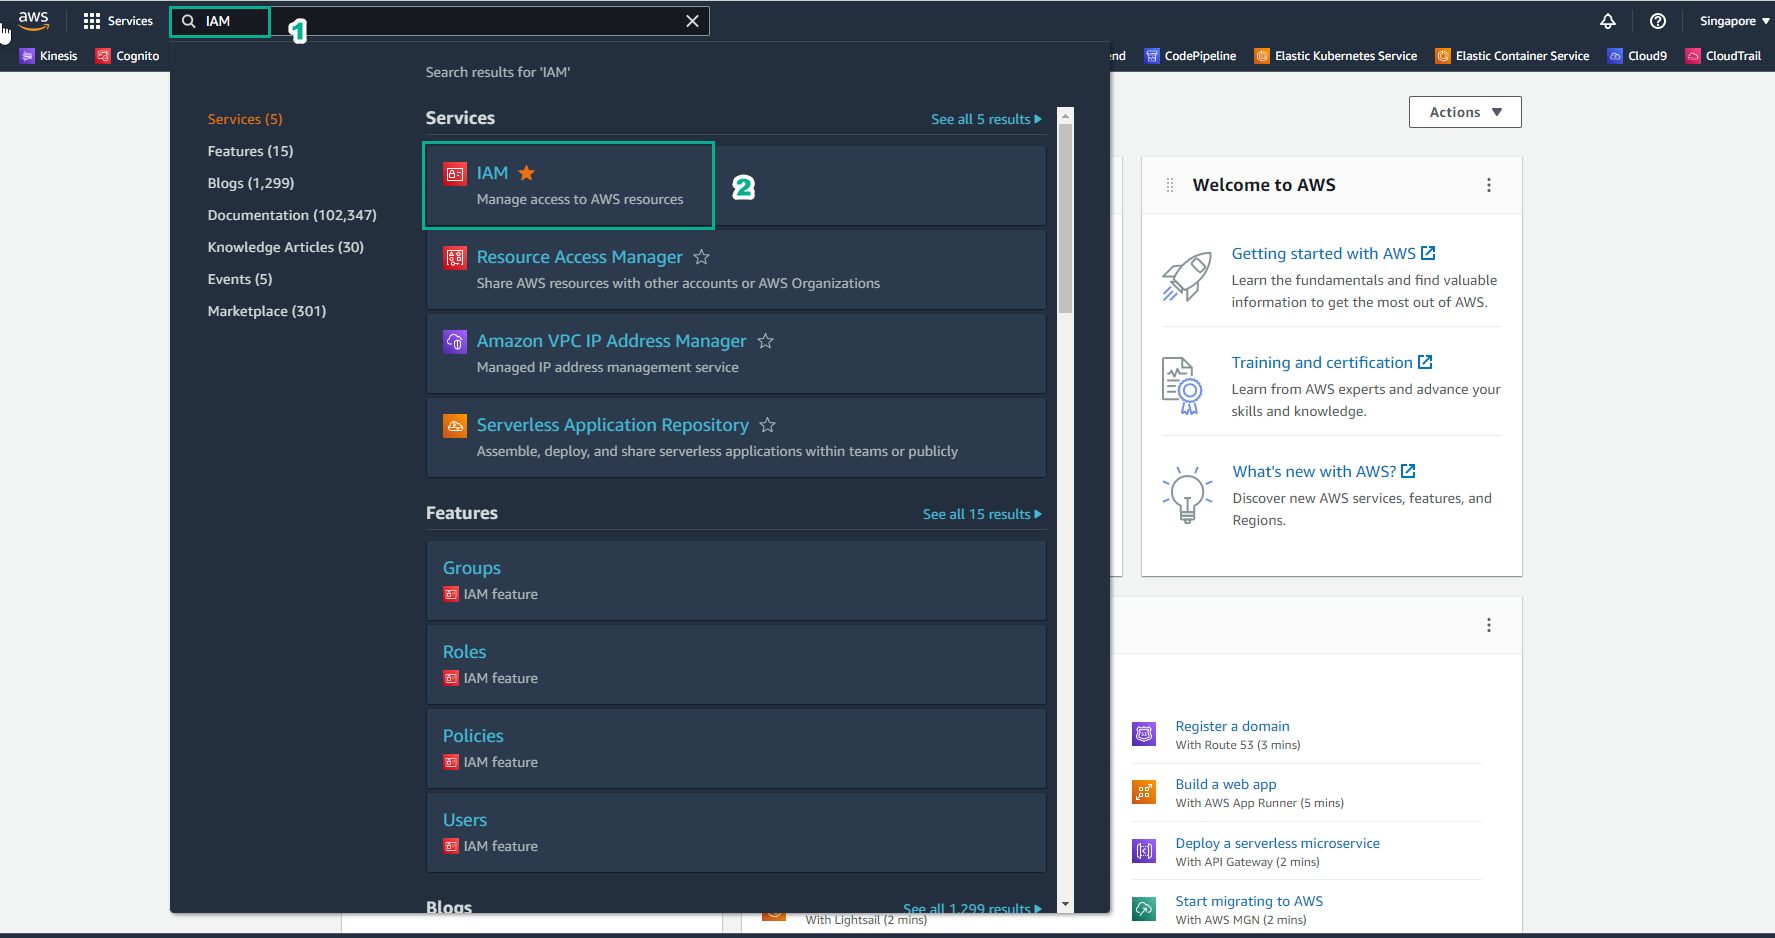 aws
Services
IAM
1
Singapore
Kinesis
Cognito
nd
CodePipeline
Elastic Kubernetes Service
Elastic Container Service
Cloud9
CloudTrail
Search results for 'IAM'
Services (5)
Features (15)
Blogs (1,299)
Documentation (102,347)
Knowledge Articles (30)
Events (5)
Marketplace (301)
Services
See all 5 results
IAM
Manage access to AWS resources
2
Resource Access Manager
Share AWS resources with other accounts or AWS Organizations
Amazon VPC IP Address Manager
Managed IP address management service
Serverless Application Repository
Assemble, deploy, and share serverless applications within teams or publicly
Features
See all 15 results
Groups
IAM feature
Roles
IAM feature
Policies
IAM feature
Users
IAM feature
Blogs
See all 1,299 results
With Lightsail (2 mins)
Actions
Welcome to AWS
Getting started with AWS
Learn the fundamentals and find valuable
information to get the most out of AWS.
Training and certification
Learn from AWS experts and advance your
skills and knowledge.
What's new with AWS?
Discover new AWS services, features, and
Regions.
Register a domain
With Route 53 (3 mins)
Build a web app
With AWS App Runner (5 mins)
Deploy a serverless microservice
With API Gateway (2 mins)
Start migrating to AWS
With AWS MGN (2 mins)